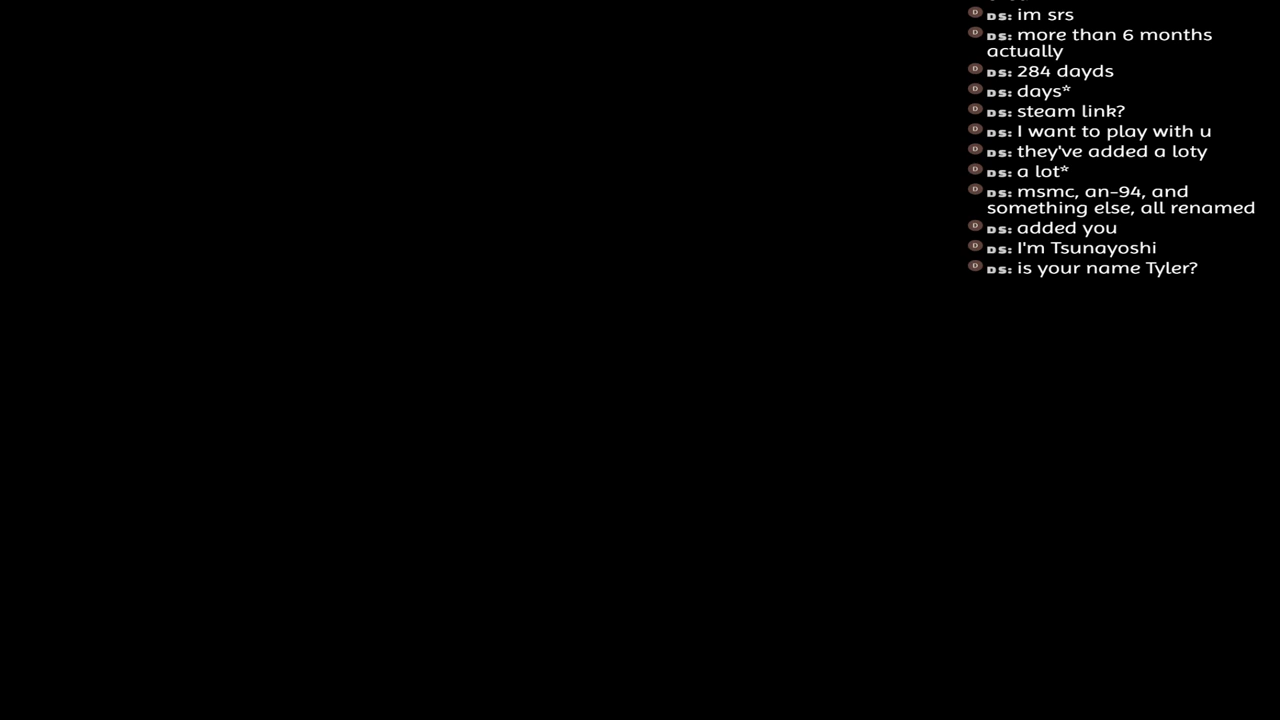 D DS: im srs
D DS: more than 6 months
actually
D DS: 284 dayds
D DS: days*
D DS: steam link?
D DS: I want to play with u
D DS: they've added a loty
D DS: a lot*
D DS: msmc, an-94, and
something else, all renamed
D DS: added you
D DS: I'm Tsunayoshi
D DS: is your name Tyler?